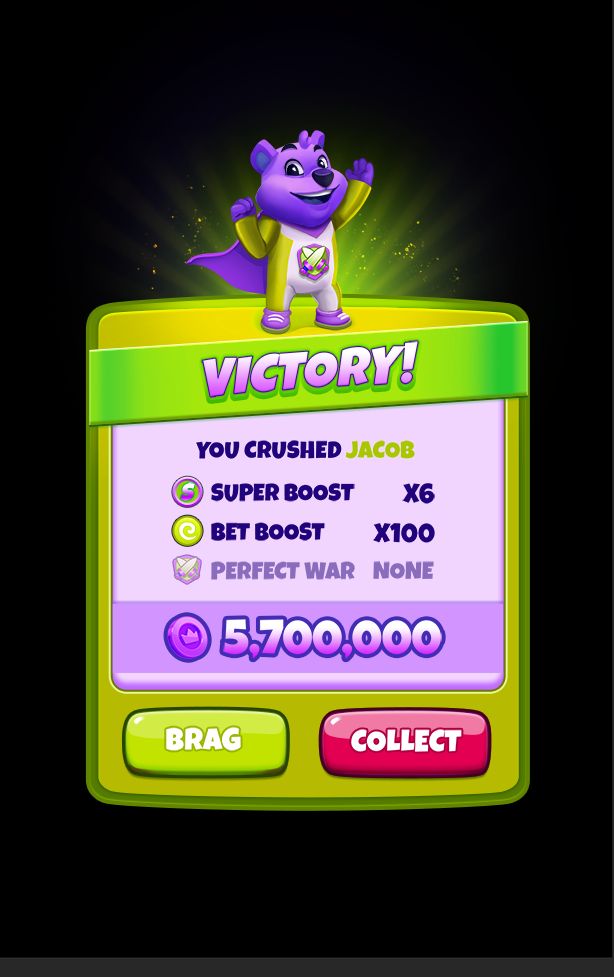 VICTORY!
YOU CRUSHED JACOB
SUPER BOOST X6
BET BOOST X100
PERFECT WAR NONE
5,700,000
BRAG COLLECT